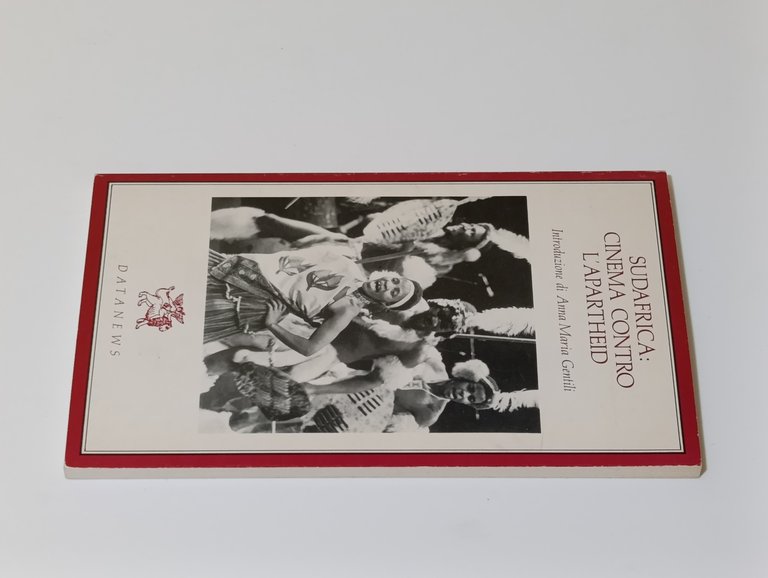 SUDAFRICA:
CINEMA CONTRO
L'APARTHEID
Introduzione di Anna Maria Gentili
DATANEWS